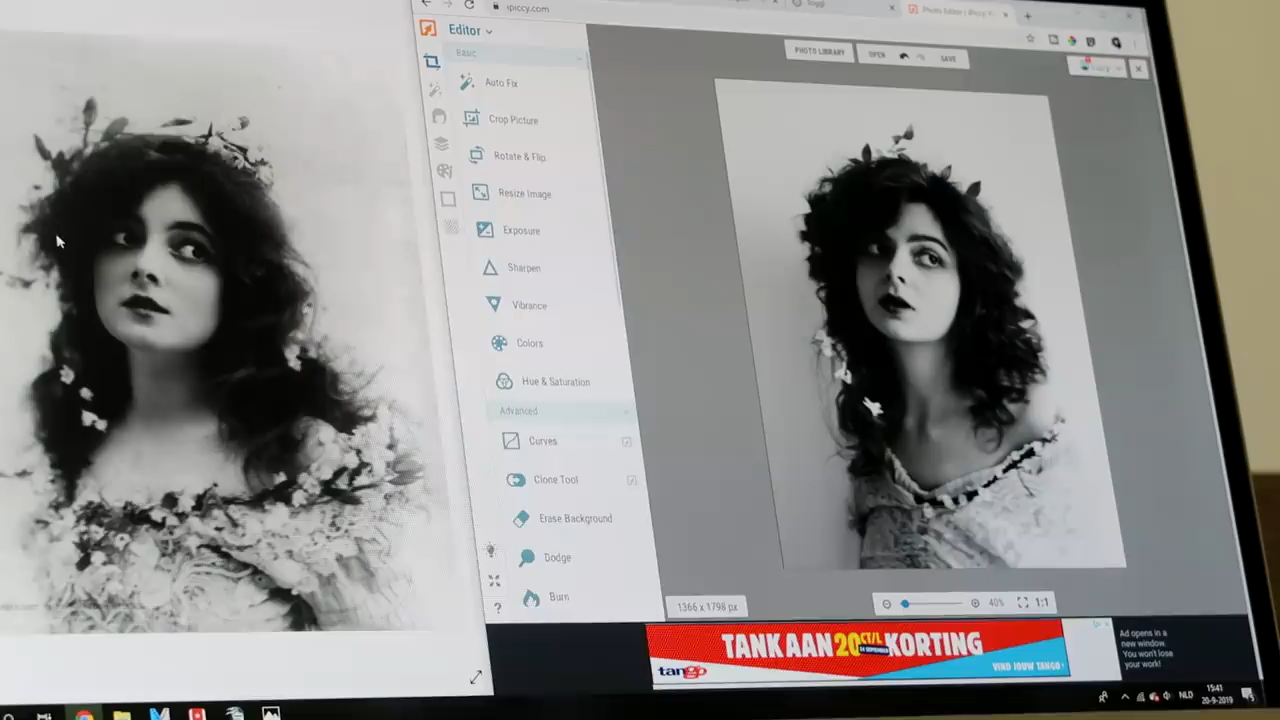 ipiccy.com
Editor
PHOTO LIBRARY
OPEN
SAVE
Basic
Auto Fix
Crop Picture
Rotate & Flip
Resize Image
Exposure
Sharpen
Vibrance
Colors
Hue & Saturation
Advanced
Curves
Clone Tool
Erase Background
Dodge
Burn
?
1366 x 1798 px
40%
1:1
TANK AAN 20CT/L KORTING
tango
VIND JOUW TANGO
Ad opens in a
new window.
You won't lose
your work!
NLD
15:41
20-9-2019